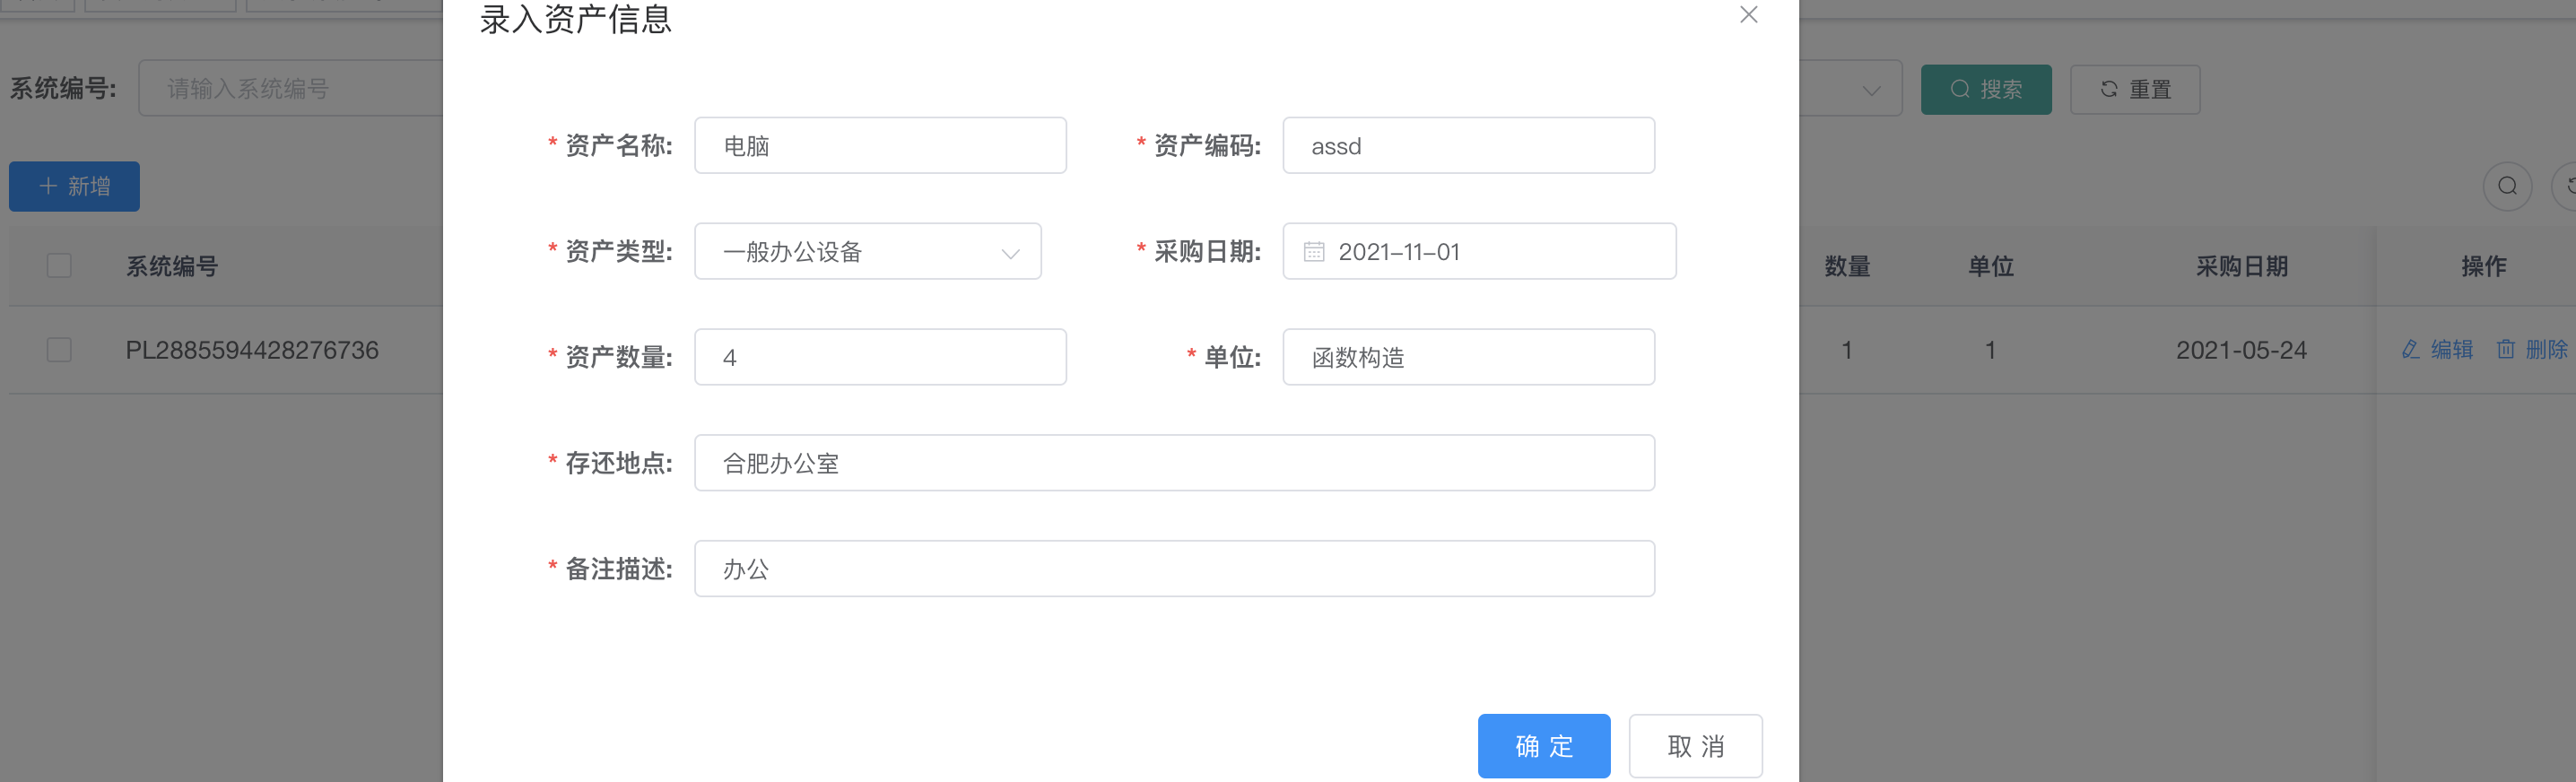 录入资产信息
系统编号: 请输入系统编号 搜索 重置
* 资产名称: 电脑 * 资产编码: assd
新增
* 资产类型: 一般办公设备 * 采购日期: 2021-11-01
系统编号 数量 单位 采购日期 操作
PL2885594428276736 1 1 2021-05-24 编辑 删除
* 资产数量: 4 * 单位: 函数构造
* 存还地点: 合肥办公室
* 备注描述: 办公
确定 取消